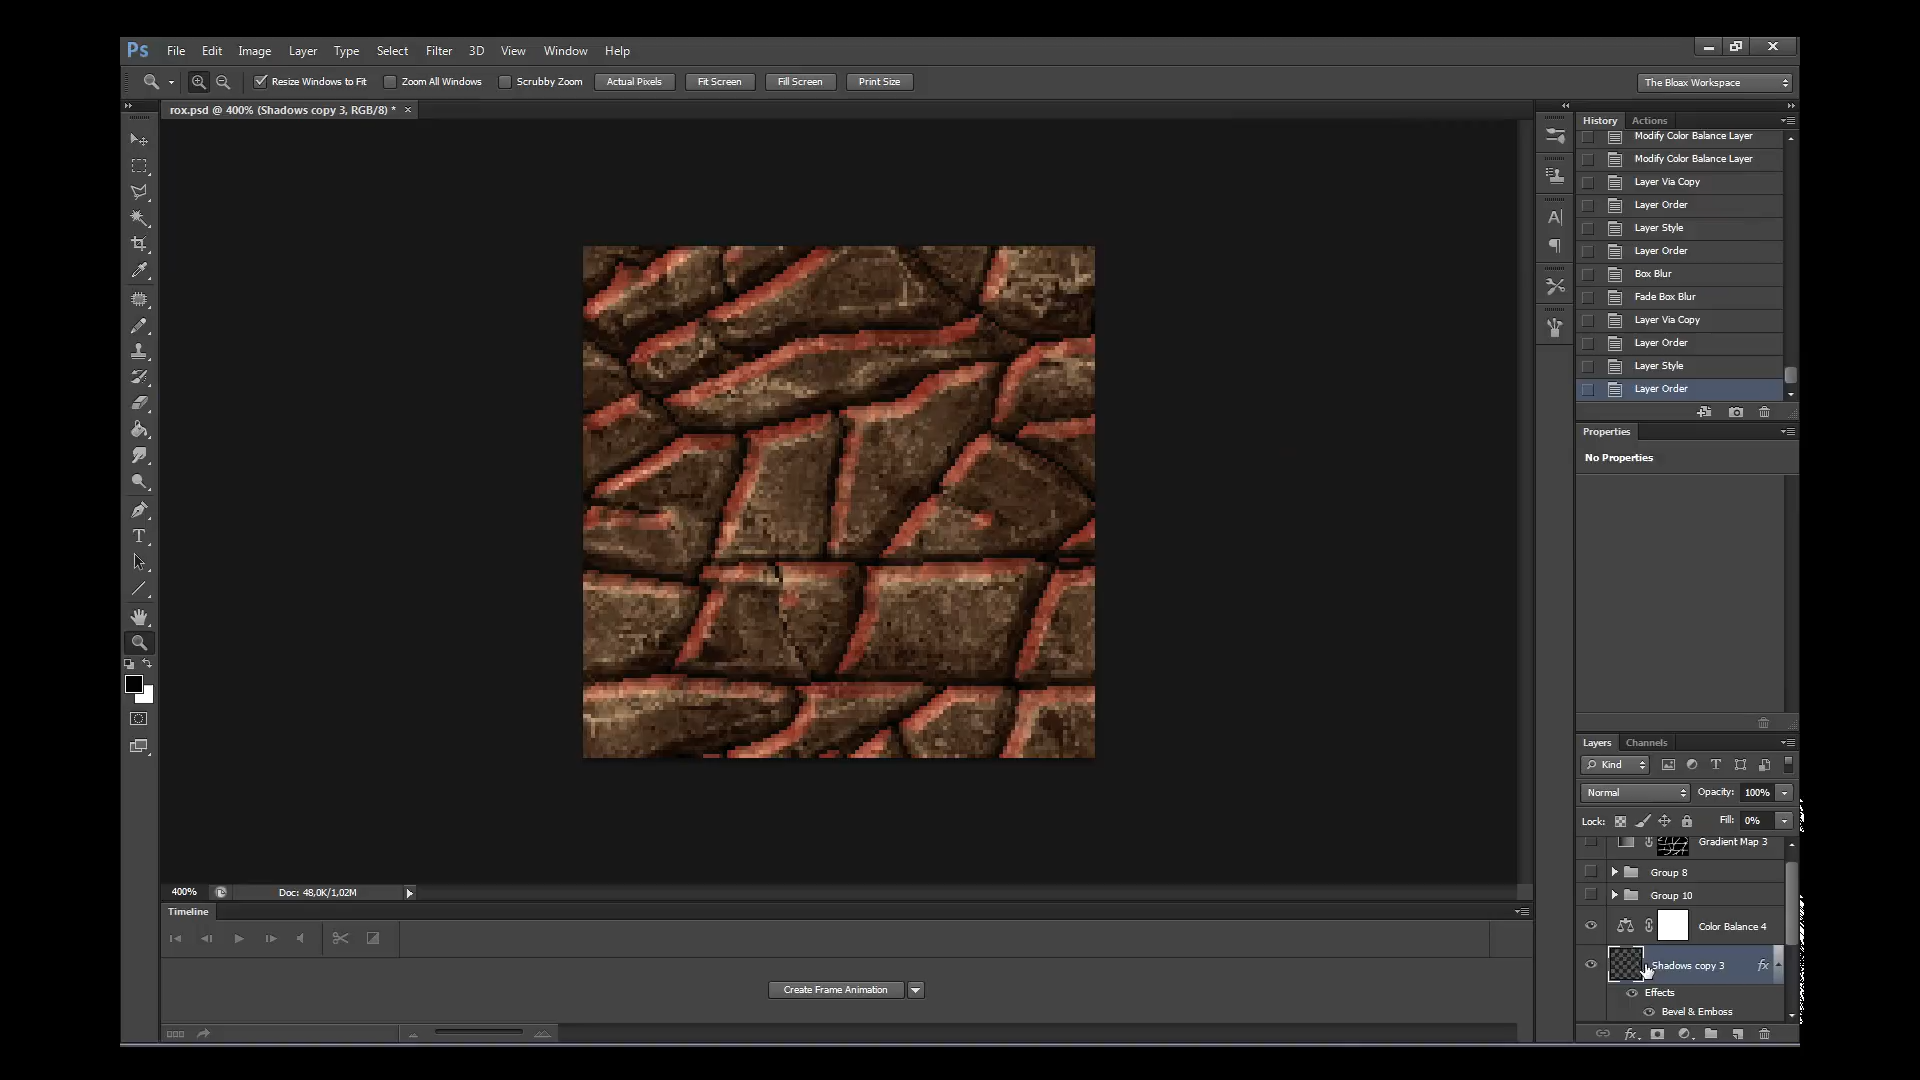 Ps File Edit Image Layer Type Select Filter 3D View Window Help
Resize Windows to Fit Zoom All Windows Scrubby Zoom Actual Pixels Fit Screen Fill Screen Print Size The Bloax Workspace
rox.psd @ 400% (Shadows copy 3, RGB/8) * ×
History Actions
Modify Color Balance Layer
Modify Color Balance Layer
Layer Via Copy
Layer Order
Layer Style
Layer Order
Box Blur
Fade Box Blur
Layer Via Copy
Layer Order
Layer Style
Layer Order
Properties
No Properties
Layers Channels
Kind
Normal Opacity: 100%
Lock: Fill: 0%
Gradient Map 3
Group 8
Group 10
Color Balance 4
Shadows copy 3 fx
Effects
Bevel & Emboss
400% Doc: 48,0K/1,02M
Timeline
Create Frame Animation